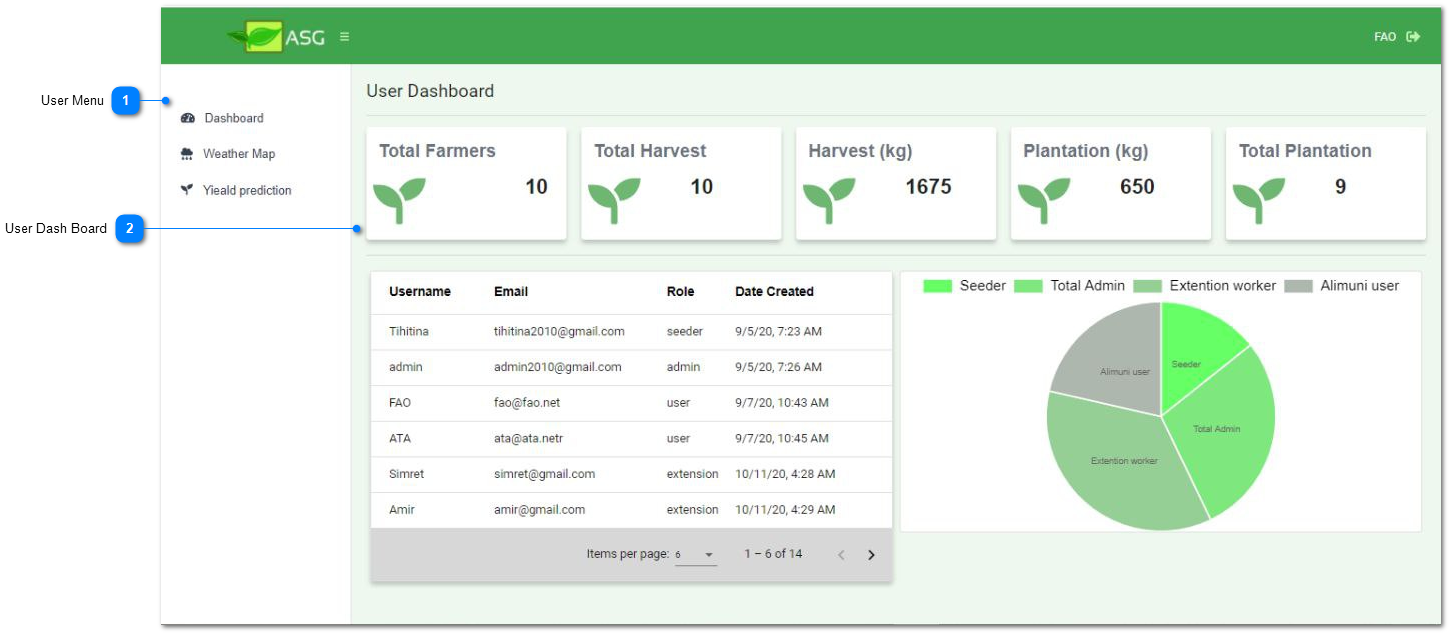 ASG
FAO
User Menu 1
Dashboard
Weather Map
Yieald prediction
User Dash Board 2
User Dashboard
Total Farmers
10
Total Harvest
10
Harvest (kg)
1675
Plantation (kg)
650
Total Plantation
9
Username Email Role Date Created
Tihitina tihitina2010@gmail.com seeder 9/5/20, 7:23 AM
admin admin2010@gmail.com admin 9/5/20, 7:26 AM
FAO fao@fao.net user 9/7/20, 10:43 AM
ATA ata@ata.netr user 9/7/20, 10:45 AM
Simret simret@gmail.com extension 10/11/20, 4:28 AM
Amir amir@gmail.com extension 10/11/20, 4:29 AM
Items per page: 6 1 – 6 of 14
Seeder Total Admin Extention worker Alimuni user
Seeder
Alimuni user
Total Admin
Extention worker